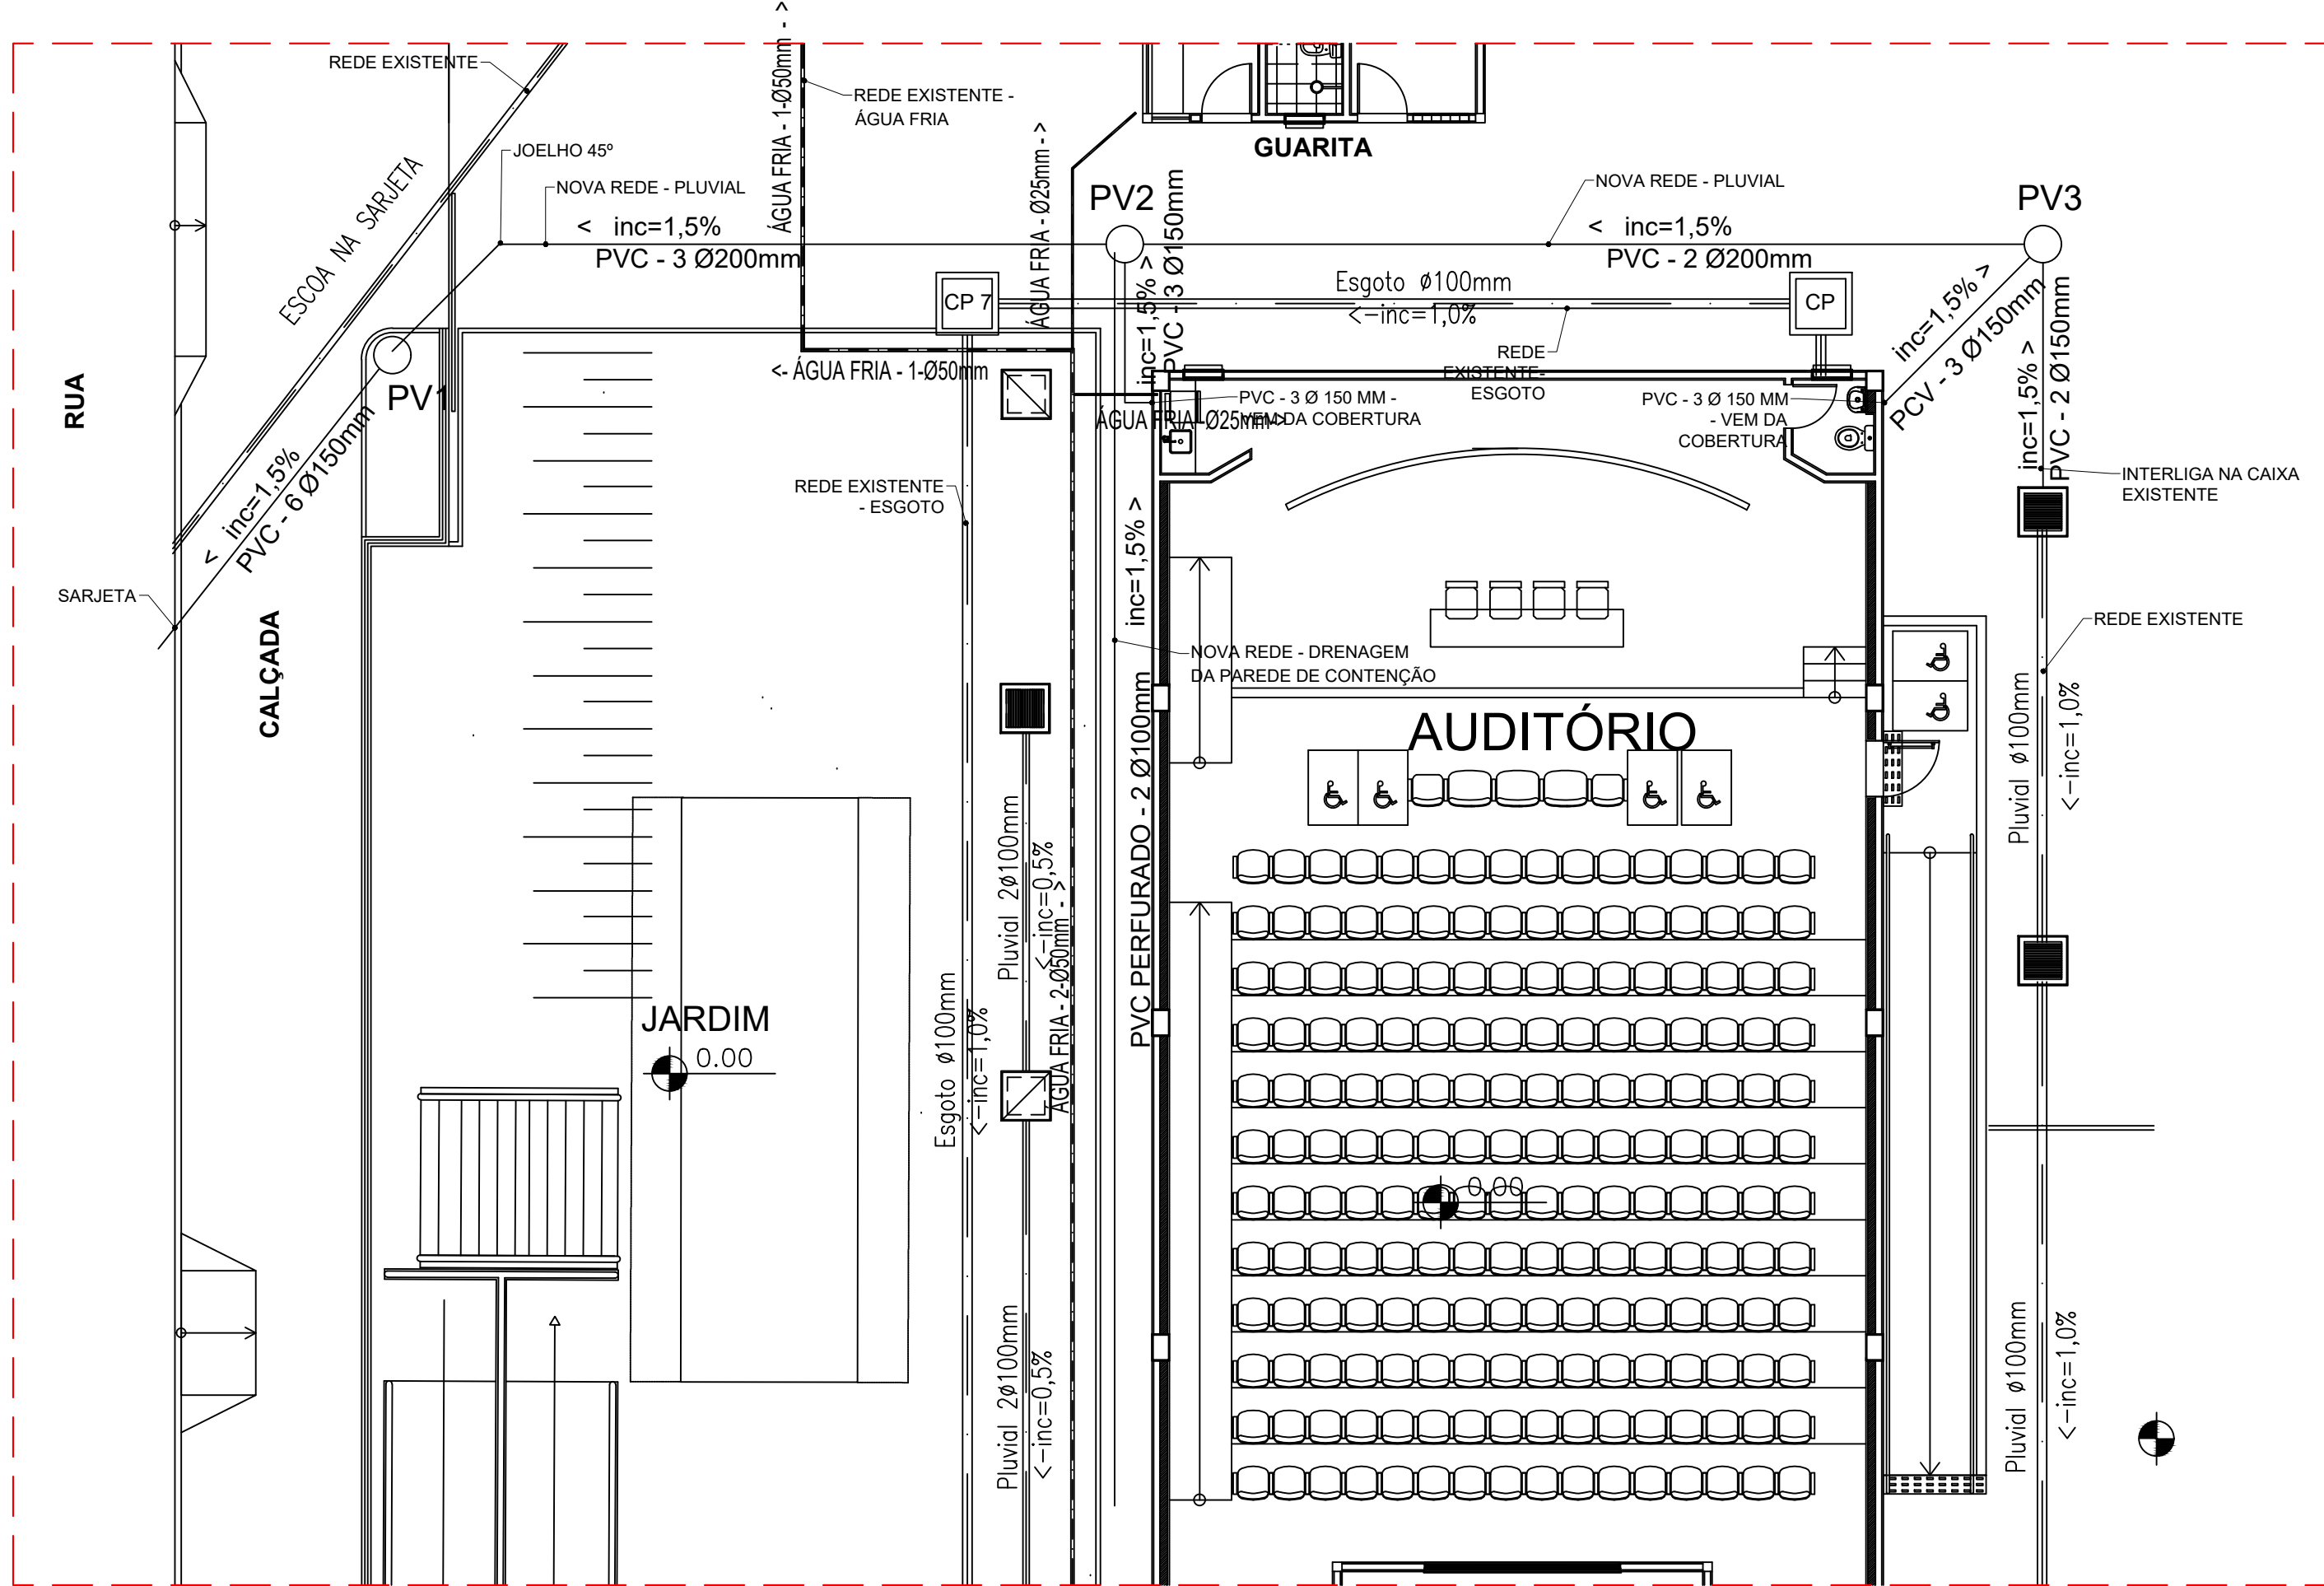 REDE EXISTENTE
ÁGUA FRIA - 1-Ø50mm - >
REDE EXISTENTE -
ÁGUA FRIA
JOELHO 45º
NOVA REDE - PLUVIAL
< inc=1,5%
PVC - 3 Ø200mm
ESCOA NA SARJETA
ÁGUA FRIA - Ø25mm - >
GUARITA
PV2
inc=1,5% >
PVC - 3 Ø150mm
NOVA REDE - PLUVIAL
< inc=1,5%
PVC - 2 Ø200mm
PV3
CP 7
Esgoto ø100mm
<-inc=1,0%
CP
REDE
EXISTENTE-
ESGOTO
inc=1,5% >
PCV - 3 Ø150mm
inc=1,5% >
PVC - 2 Ø150mm
RUA
PV1
<- ÁGUA FRIA - 1-Ø50mm
ÁGUA FRIA -Ø25mm->
PVC - 3 Ø 150 MM -
VEM DA COBERTURA
PVC - 3 Ø 150 MM
- VEM DA
COBERTURA
< inc=1,5%
PVC - 6 Ø150mm
REDE EXISTENTE
- ESGOTO
INTERLIGA NA CAIXA
EXISTENTE
SARJETA
CALÇADA
inc=1,5% >
PVC PERFURADO - 2 Ø100mm
NOVA REDE - DRENAGEM
DA PAREDE DE CONTENÇÃO
REDE EXISTENTE
AUDITÓRIO
Pluvial ø100mm
<-inc=1,0%
Pluvial 2ø100mm
<-inc=0,5%
ÁGUA FRIA - 2-Ø50mm - >
JARDIM
0.00
Esgoto ø100mm
<-inc=1,0%
0.00
Pluvial 2ø100mm
<-inc=0,5%
Pluvial ø100mm
<-inc=1,0%